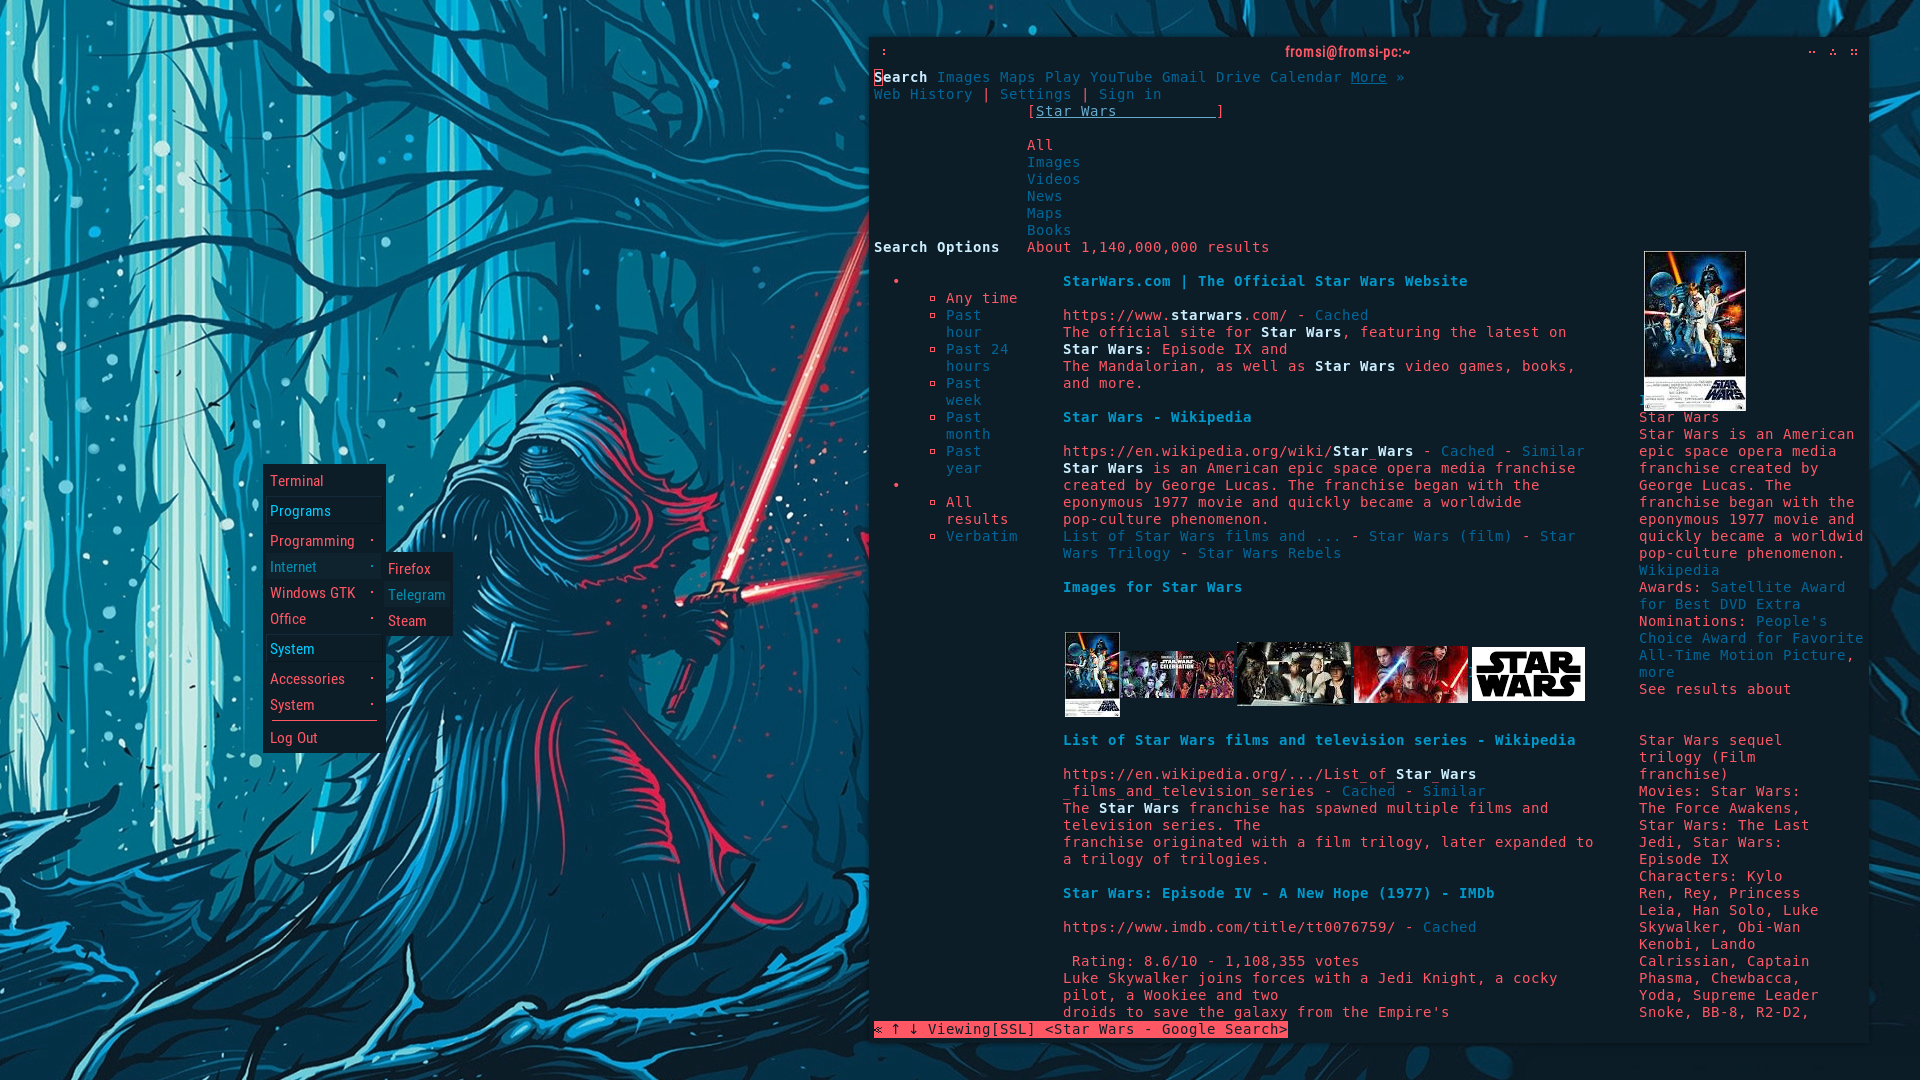 Terminal
Programs
Programming
Internet
Windows GTK
Office
System
Accessories
System
Log Out
Firefox
Telegram
Steam
fromsi@fromsi-pc:~
Search Images Maps Play YouTube Gmail Drive Calendar More »
Web History | Settings | Sign in
[Star Wars ]
All
Images
Videos
News
Maps
Books
Search Options About 1,140,000,000 results
Any time
Past
hour
Past 24
hours
Past
week
Past
month
Past
year
All
results
Verbatim
StarWars.com | The Official Star Wars Website
https://www.starwars.com/ - Cached
The official site for Star Wars, featuring the latest on
Star Wars: Episode IX and
The Mandalorian, as well as Star Wars video games, books,
and more.
Star Wars - Wikipedia
https://en.wikipedia.org/wiki/Star_Wars - Cached - Similar
Star Wars is an American epic space opera media franchise
created by George Lucas. The franchise began with the
eponymous 1977 movie and quickly became a worldwide
pop-culture phenomenon.
List of Star Wars films and ... - Star Wars (film) - Star
Wars Trilogy - Star Wars Rebels
Images for Star Wars
STAR WARS
CELEBRATION
STAR
WARS
List of Star Wars films and television series - Wikipedia
https://en.wikipedia.org/.../List_of_Star_Wars
_films_and_television_series - Cached - Similar
The Star Wars franchise has spawned multiple films and
television series. The
franchise originated with a film trilogy, later expanded to
a trilogy of trilogies.
Star Wars: Episode IV - A New Hope (1977) - IMDb
https://www.imdb.com/title/tt0076759/ - Cached
Rating: 8.6/10 - 1,108,355 votes
Luke Skywalker joins forces with a Jedi Knight, a cocky
pilot, a Wookiee and two
droids to save the galaxy from the Empire's
STAR
WARS
Star Wars
Star Wars is an American
epic space opera media
franchise created by
George Lucas. The
franchise began with the
eponymous 1977 movie and
quickly became a worldwid
pop-culture phenomenon.
Wikipedia
Awards: Satellite Award
for Best DVD Extra
Nominations: People's
Choice Award for Favorite
All-Time Motion Picture,
more
See results about
Star Wars sequel
trilogy (Film
franchise)
Movies: Star Wars:
The Force Awakens,
Star Wars: The Last
Jedi, Star Wars:
Episode IX
Characters: Kylo
Ren, Rey, Princess
Leia, Han Solo, Luke
Skywalker, Obi-Wan
Kenobi, Lando
Calrissian, Captain
Phasma, Chewbacca,
Yoda, Supreme Leader
Snoke, BB-8, R2-D2,
≪ ↑ ↓ Viewing[SSL] <Star Wars - Google Search>